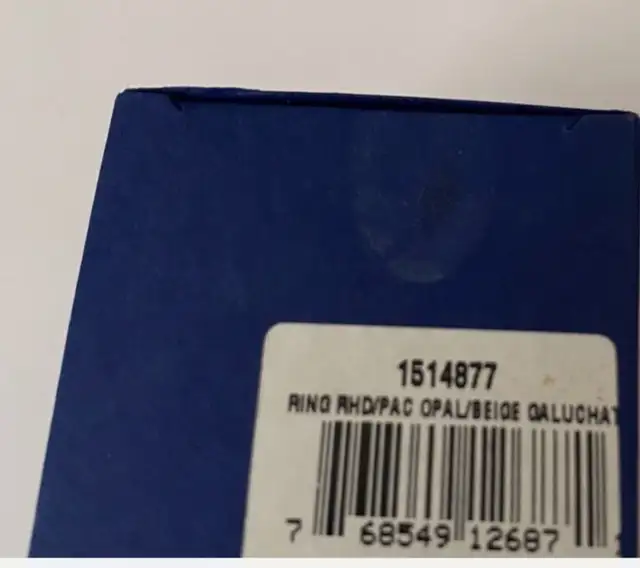 1514877
RING RHD/PAC OPAL/BEIGE GALUCHAT
7 68549 12687